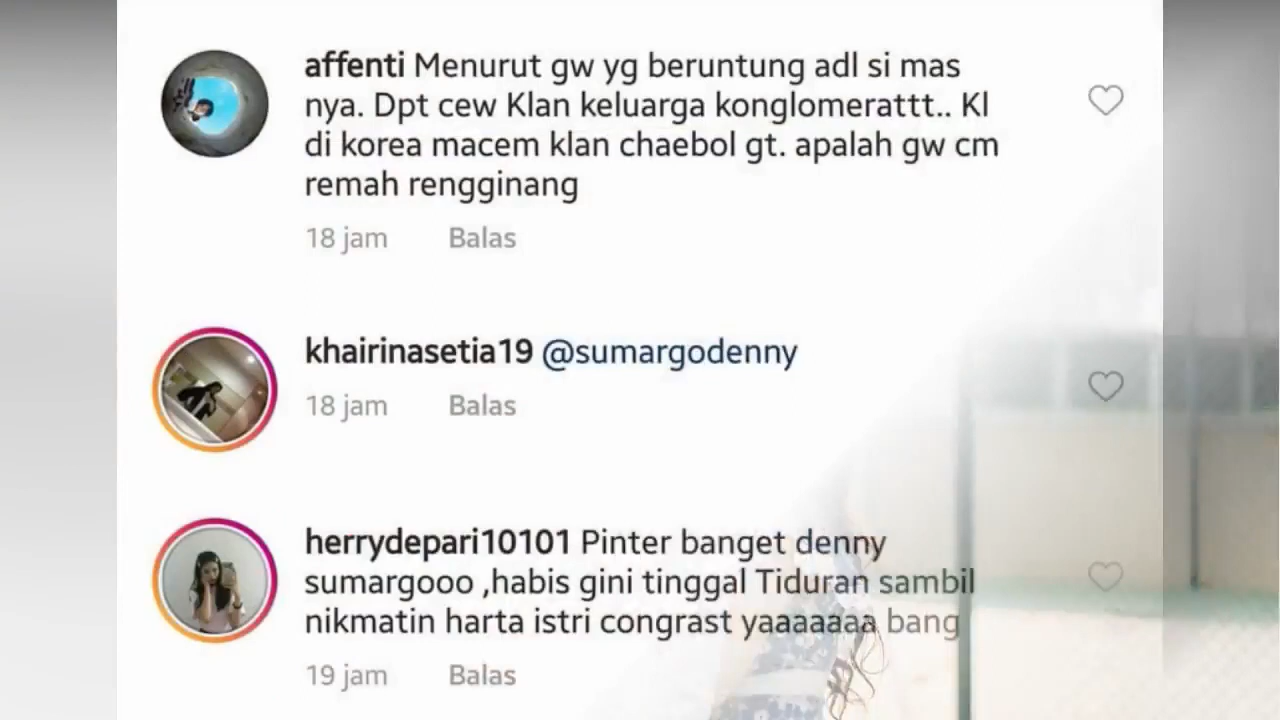 affenti Menurut gw yg beruntung adl si mas
nya. Dpt cew Klan keluarga konglomerattt.. Kl
di korea macem klan chaebol gt. apalah gw cm
remah rengginang
18 jam Balas
khairinasetia19 @sumargodenny
18 jam Balas
herrydepari10101 Pinter banget denny
sumargooo ,habis gini tinggal Tiduran sambil
nikmatin harta istri congrast yaaaaaaa bang
19 jam Balas